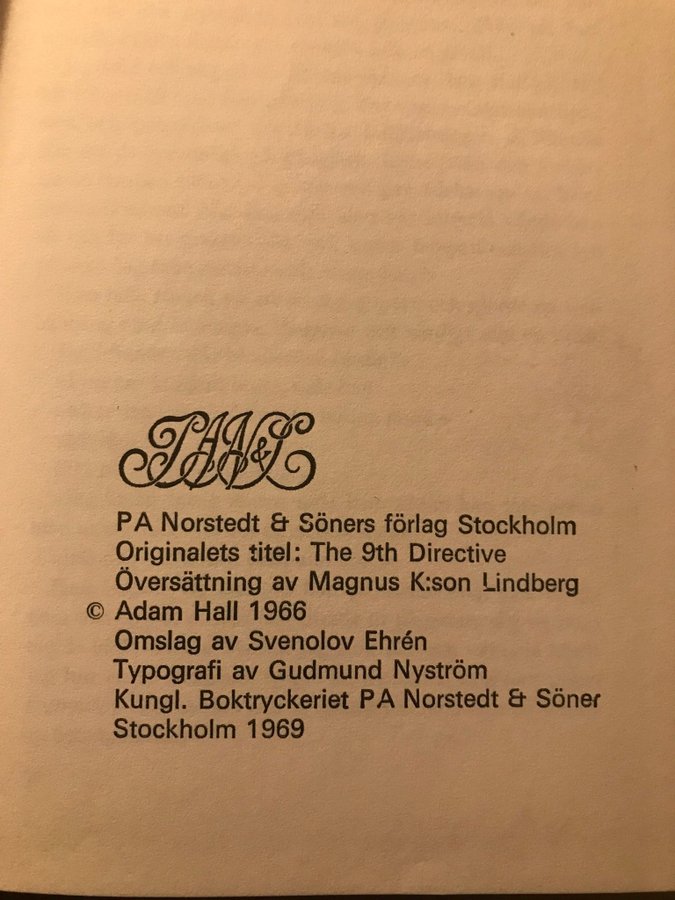 PAN&S
PA Norstedt & Söners förlag Stockholm
Originalets titel: The 9th Directive
Översättning av Magnus K:son Lindberg
© Adam Hall 1966
Omslag av Svenolov Ehrén
Typografi av Gudmund Nyström
Kungl. Boktryckeriet PA Norstedt & Söner
Stockholm 1969